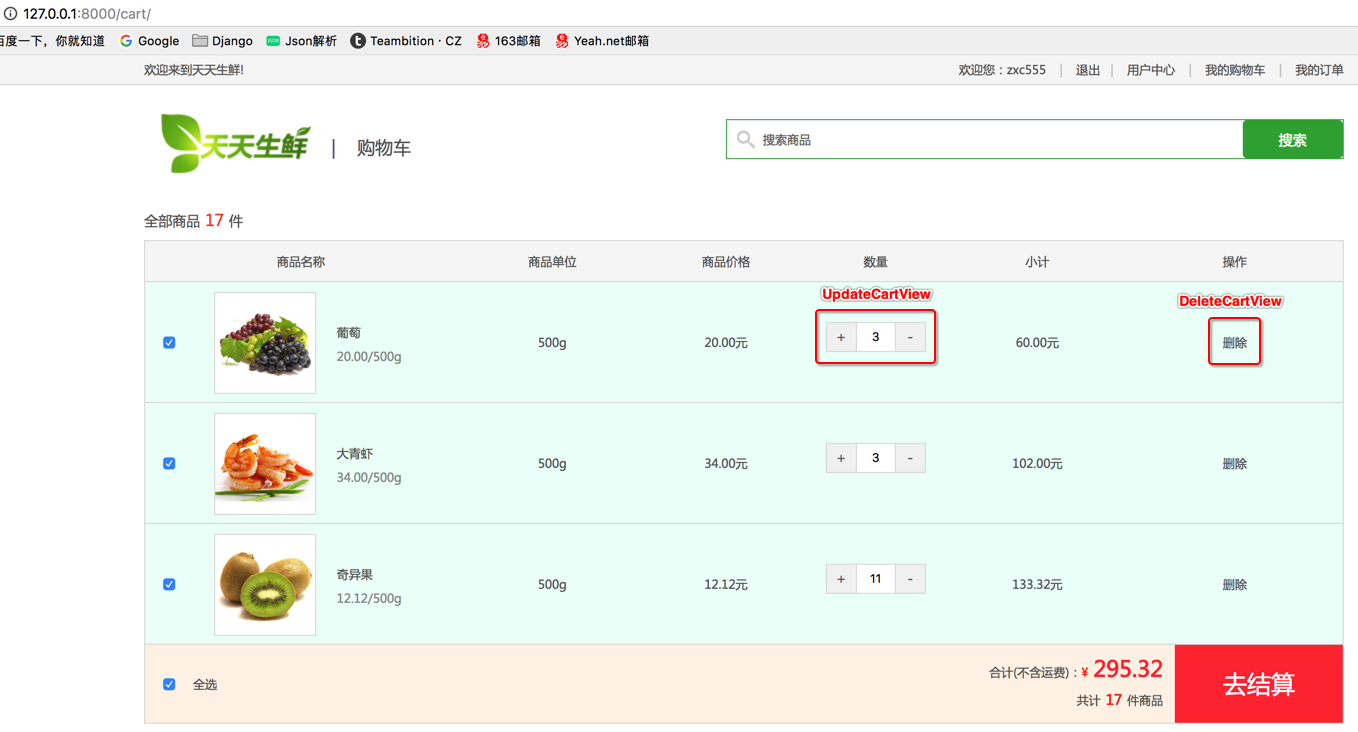 127.0.0.1:8000/cart/
百度一下，你就知道 Google Django JSON Json解析 t Teambition · CZ 易 163邮箱 易 Yeah.net邮箱
欢迎来到天天生鲜! 欢迎您：zxc555 | 退出 | 用户中心 | 我的购物车 | 我的订单
天天生鲜 | 购物车 搜索商品 搜索
全部商品 17 件
商品名称 商品单位 商品价格 数量 小计 操作
UpdateCartView DeleteCartView
葡萄
20.00/500g 500g 20.00元 + 3 - 60.00元 删除
大青虾
34.00/500g 500g 34.00元 + 3 - 102.00元 删除
奇异果
12.12/500g 500g 12.12元 + 11 - 133.32元 删除
全选 合计(不含运费)：¥ 295.32
共计 17 件商品
去结算